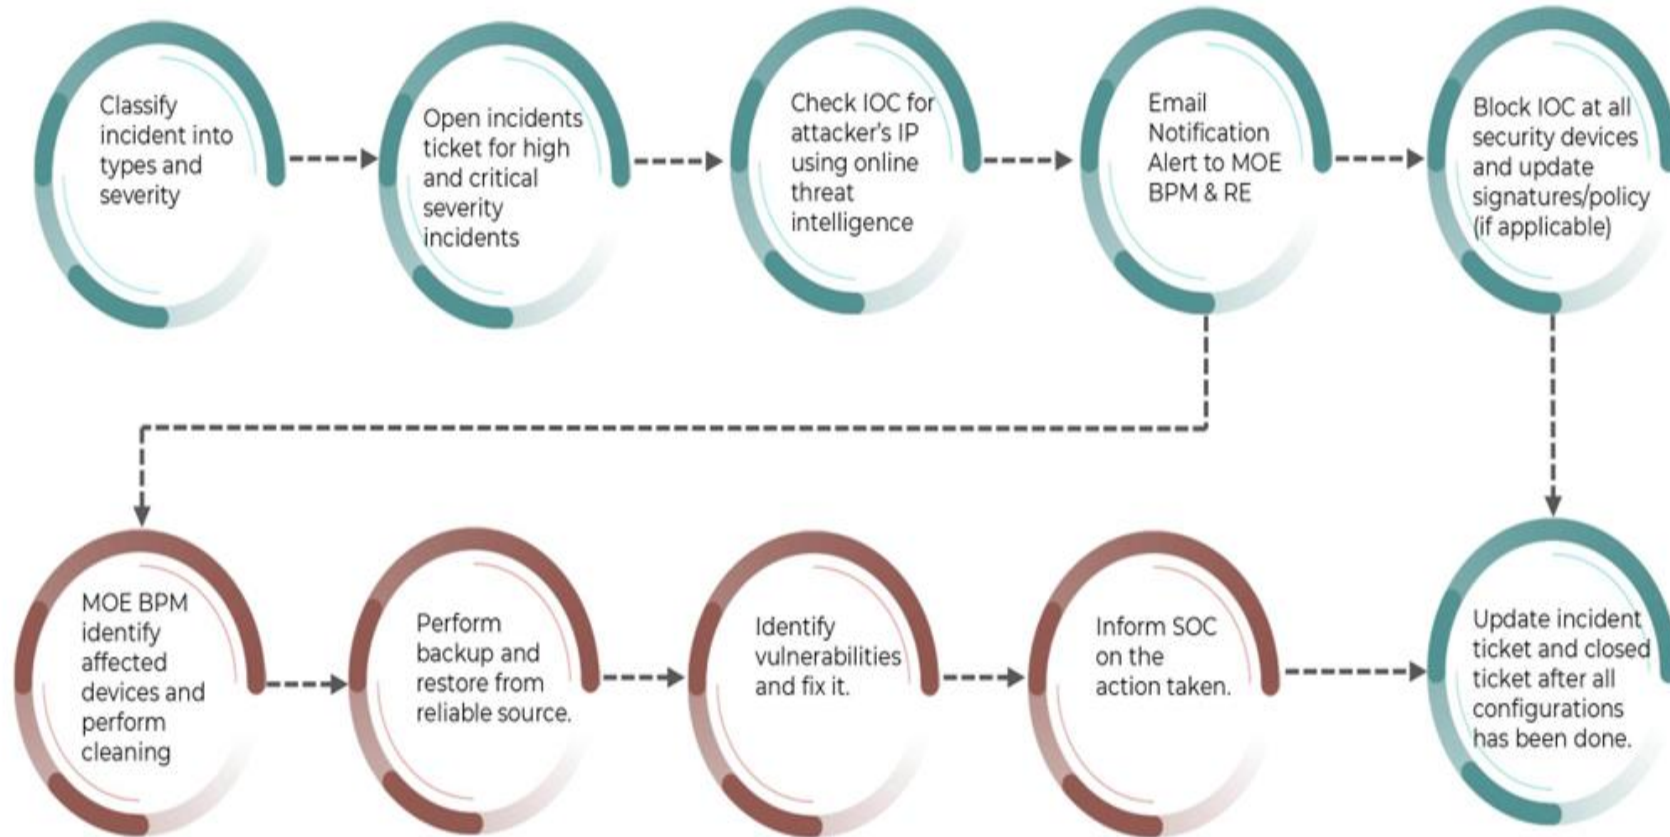 Classify
incident into
types and
severity
Open incidents
ticket for high
and critical
severity
incidents
Check IOC for
attacker's IP
using online
threat
intelligence
Email
Notification
Alert to MOE
BPM & RE
Block IOC at all
security devices
and update
signatures/policy
(if applicable)
MOE BPM
identify
affected
devices and
perform
cleaning
Perform
backup and
restore from
reliable source.
Identify
vulnerabilities
and fix it.
Inform SOC
on the
action taken.
Update incident
ticket and closed
ticket after all
configurations
has been done.